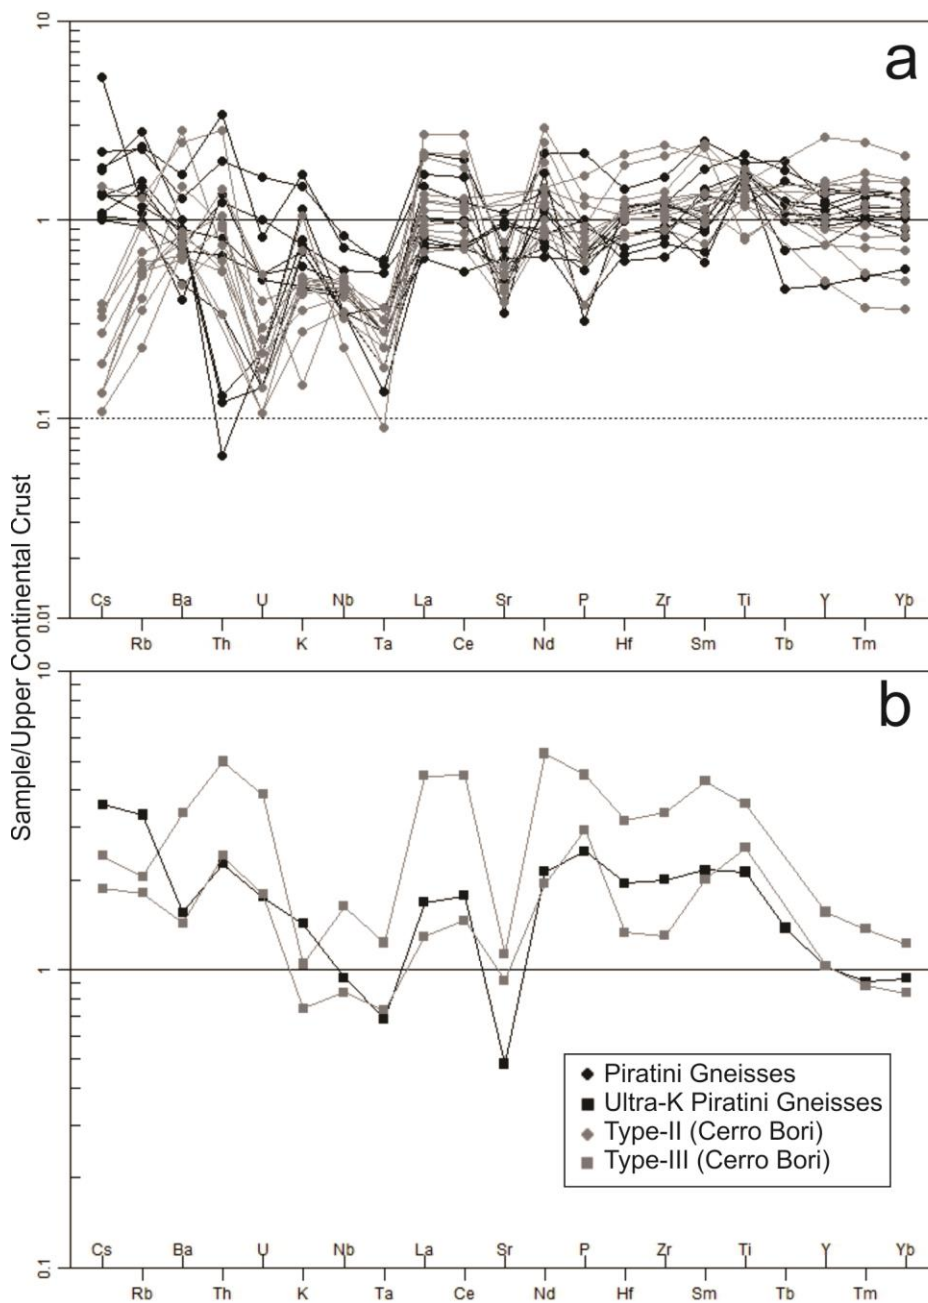 a
10
1
0.1
0.01
Cs Ba U Nb La Sr P Zr Ti Y Yb
Rb Th K Ta Ce Nd Hf Sm Tb Tm
Sample/Upper Continental Crust
b
10
1
0.1
Piratini Gneisses
Ultra-K Piratini Gneisses
Type-II (Cerro Bori)
Type-III (Cerro Bori)
Cs Ba U Nb La Sr P Zr Ti Y Yb
Rb Th K Ta Ce Nd Hf Sm Tb Tm